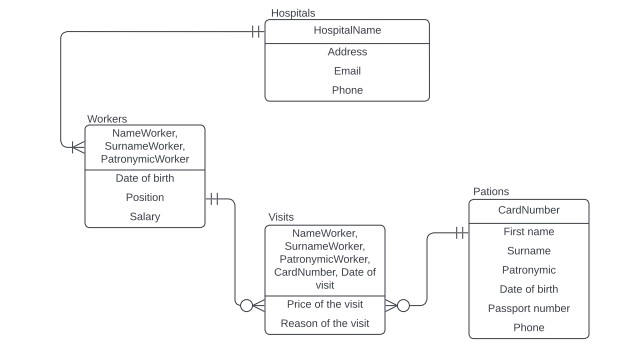 Hospitals
HospitalName
Address
Email
Phone
Workers
NameWorker,
SurnameWorker,
PatronymicWorker
Date of birth
Position
Salary
Visits
NameWorker,
SurnameWorker,
PatronymicWorker,
CardNumber, Date of
visit
Price of the visit
Reason of the visit
Pations
CardNumber
First name
Surname
Patronymic
Date of birth
Passport number
Phone